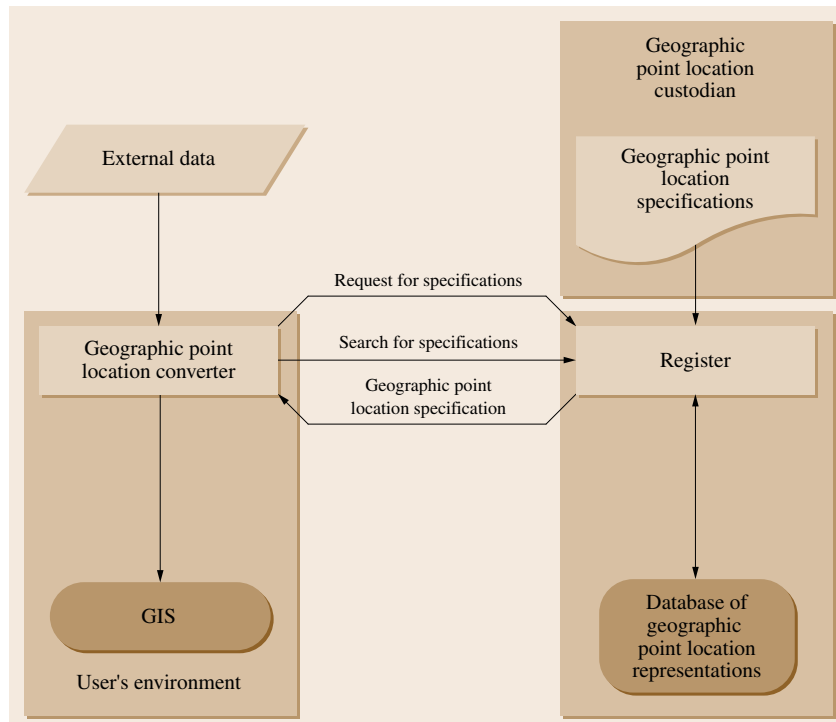 Geographic
point location
custodian
External data
Geographic point
location
specifications
Request for specifications
Geographic point
location converter
Search for specifications
Register
Geographic point
location specification
GIS
Database of
geographic
point location
representations
User's environment